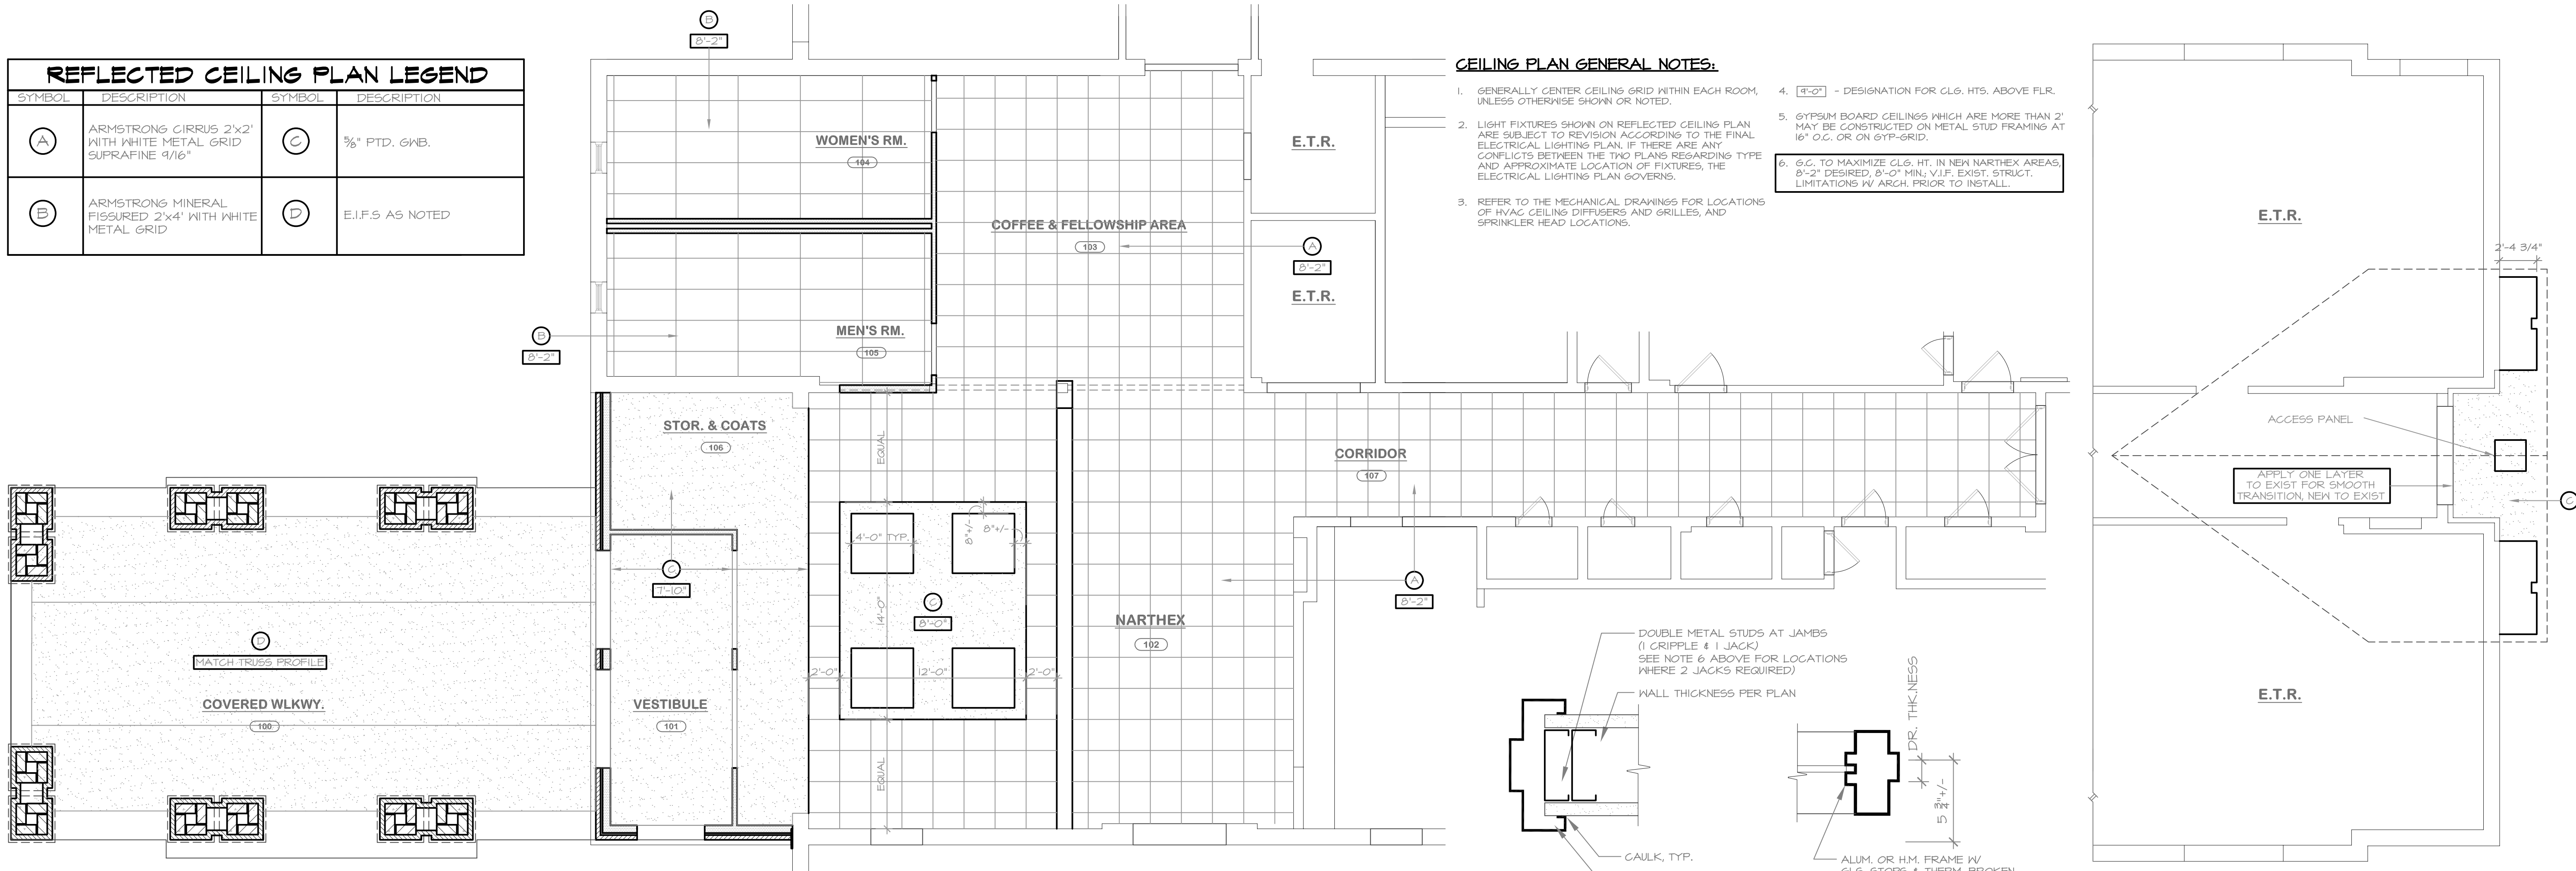 REFLECTED CEILING PLAN LEGEND
SYMBOL DESCRIPTION SYMBOL DESCRIPTION
A
ARMSTRONG CIRRUS 2'x2'
WITH WHITE METAL GRID
SUPRAFINE 9/16"
C
5/8" PTD. GWB.
B
ARMSTRONG MINERAL
FISSURED 2'x4' WITH WHITE
METAL GRID
D
E.I.F.S AS NOTED
B
8'-2"
WOMEN'S RM.
104
MEN'S RM.
105
B
8'-2"
COFFEE & FELLOWSHIP AREA
103
A
8'-2"
E.T.R.
E.T.R.
STOR. & COATS
106
C
7'-10"
VESTIBULE
101
D
MATCH TRUSS PROFILE
COVERED WLKWY.
100
EQUAL
4'-0" TYP.
8"+/-
8"+/-
14'-0"
C
8'-0"
2'-0"
12'-0"
2'-0"
EQUAL
NARTHEX
102
CORRIDOR
107
A
8'-2"
CEILING PLAN GENERAL NOTES:
1. GENERALLY CENTER CEILING GRID WITHIN EACH ROOM,
UNLESS OTHERWISE SHOWN OR NOTED.
2. LIGHT FIXTURES SHOWN ON REFLECTED CEILING PLAN
ARE SUBJECT TO REVISION ACCORDING TO THE FINAL
ELECTRICAL LIGHTING PLAN. IF THERE ARE ANY
CONFLICTS BETWEEN THE TWO PLANS REGARDING TYPE
AND APPROXIMATE LOCATION OF FIXTURES, THE
ELECTRICAL LIGHTING PLAN GOVERNS.
3. REFER TO THE MECHANICAL DRAWINGS FOR LOCATIONS
OF HVAC CEILING DIFFUSERS AND GRILLES, AND
SPRINKLER HEAD LOCATIONS.
4. 9'-0" - DESIGNATION FOR CLG. HTS. ABOVE FLR.
5. GYPSUM BOARD CEILINGS WHICH ARE MORE THAN 2'
MAY BE CONSTRUCTED ON METAL STUD FRAMING AT
16" O.C. OR ON GYP-GRID.
6. G.C. TO MAXIMIZE CLG. HT. IN NEW NARTHEX AREAS,
8'-2" DESIRED, 8'-0" MIN.; V.I.F. EXIST. STRUCT.
LIMITATIONS W/ ARCH. PRIOR TO INSTALL.
DOUBLE METAL STUDS AT JAMBS
(1 CRIPPLE & 1 JACK)
SEE NOTE 6 ABOVE FOR LOCATIONS
WHERE 2 JACKS REQUIRED)
WALL THICKNESS PER PLAN
CAULK, TYP.
DR. THK.NESS
5 3/4"+/-
ALUM. OR H.M. FRAME W/
GLS. STOPS & THERM. BROKEN
E.T.R.
2'-4 3/4"
ACCESS PANEL
APPLY ONE LAYER
TO EXIST FOR SMOOTH
TRANSITION, NEW TO EXIST
C
E.T.R.